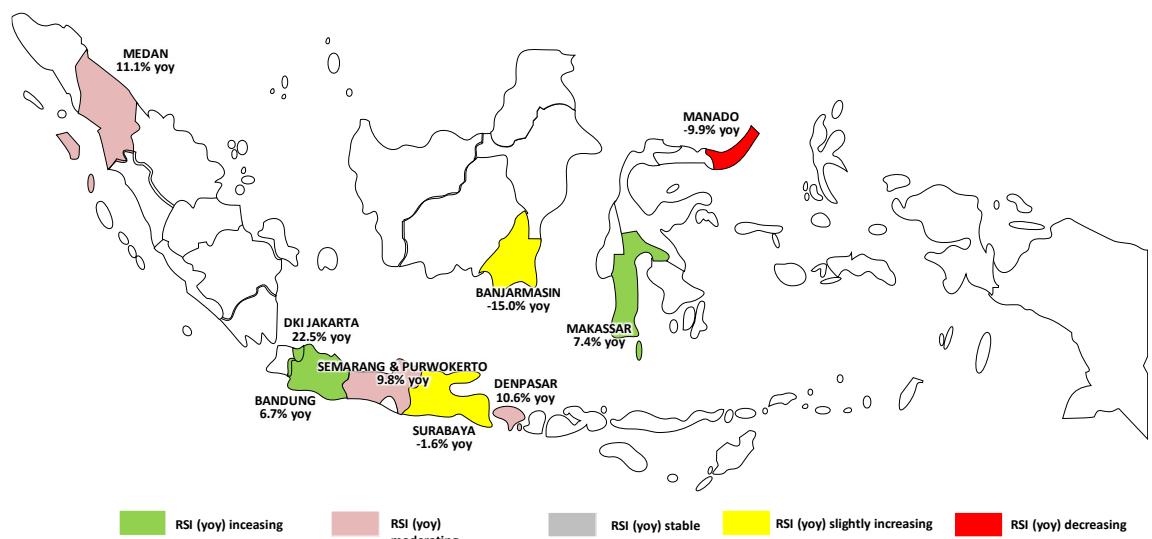 MEDAN
11.1% yoy
MANADO
-9.9% yoy
BANJARMASIN
-15.0% yoy
DKI JAKARTA
22.5% yoy
MAKASSAR
7.4% yoy
SEMARANG & PURWOKERTO
9.8% yoy
DENPASAR
10.6% yoy
BANDUNG
6.7% yoy
SURABAYA
-1.6% yoy
RSI (yoy) inceasing
RSI (yoy)
RSI (yoy) stable
RSI (yoy) slightly increasing
RSI (yoy) decreasing